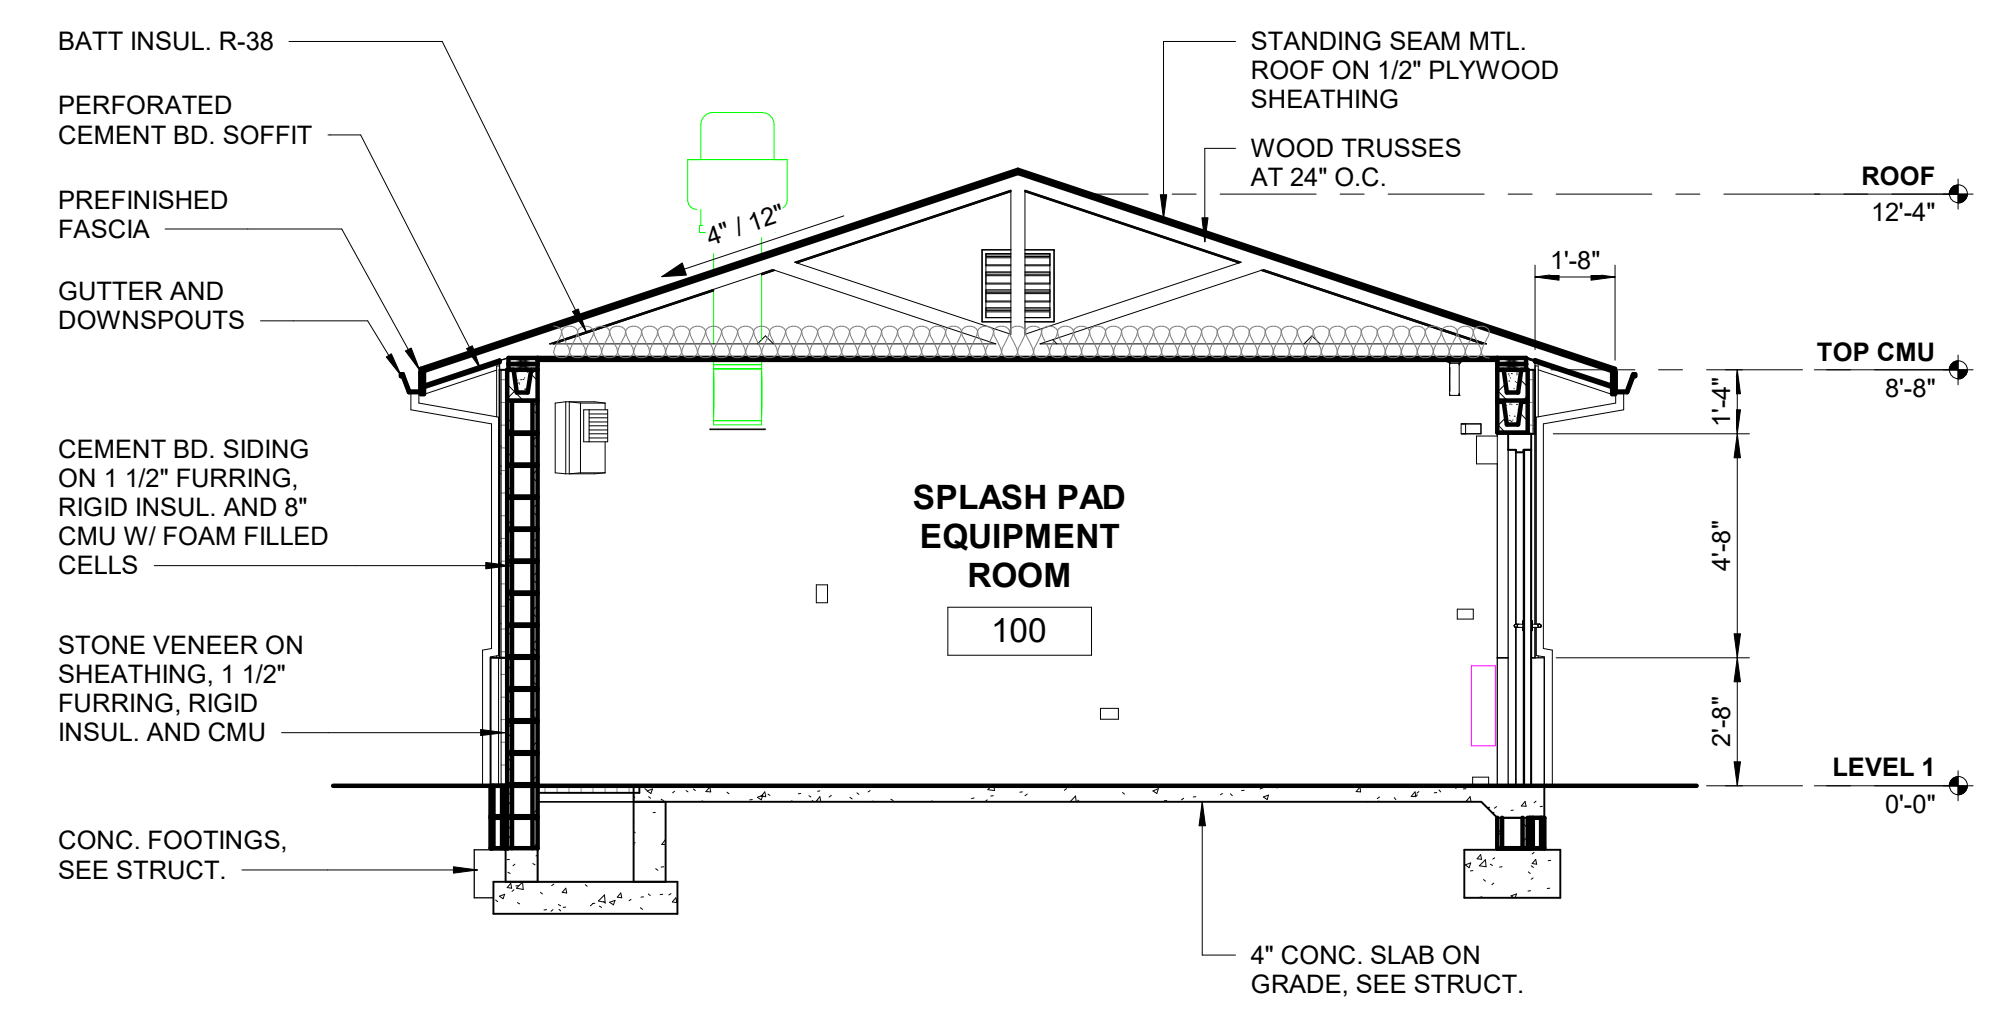 BATT INSUL. R-38
PERFORATED
CEMENT BD. SOFFIT
PREFINISHED
FASCIA
GUTTER AND
DOWNSPOUTS
CEMENT BD. SIDING
ON 1 1/2" FURRING,
RIGID INSUL. AND 8"
CMU W/ FOAM FILLED
CELLS
STONE VENEER ON
SHEATHING, 1 1/2"
FURRING, RIGID
INSUL. AND CMU
CONC. FOOTINGS,
SEE STRUCT.
4" / 12"
SPLASH PAD
EQUIPMENT
ROOM
100
STANDING SEAM MTL.
ROOF ON 1/2" PLYWOOD
SHEATHING
WOOD TRUSSES
AT 24" O.C.
4" CONC. SLAB ON
GRADE, SEE STRUCT.
1'-8"
1'-4"
4'-8"
2'-8"
ROOF
12'-4"
TOP CMU
8'-8"
LEVEL 1
0'-0"